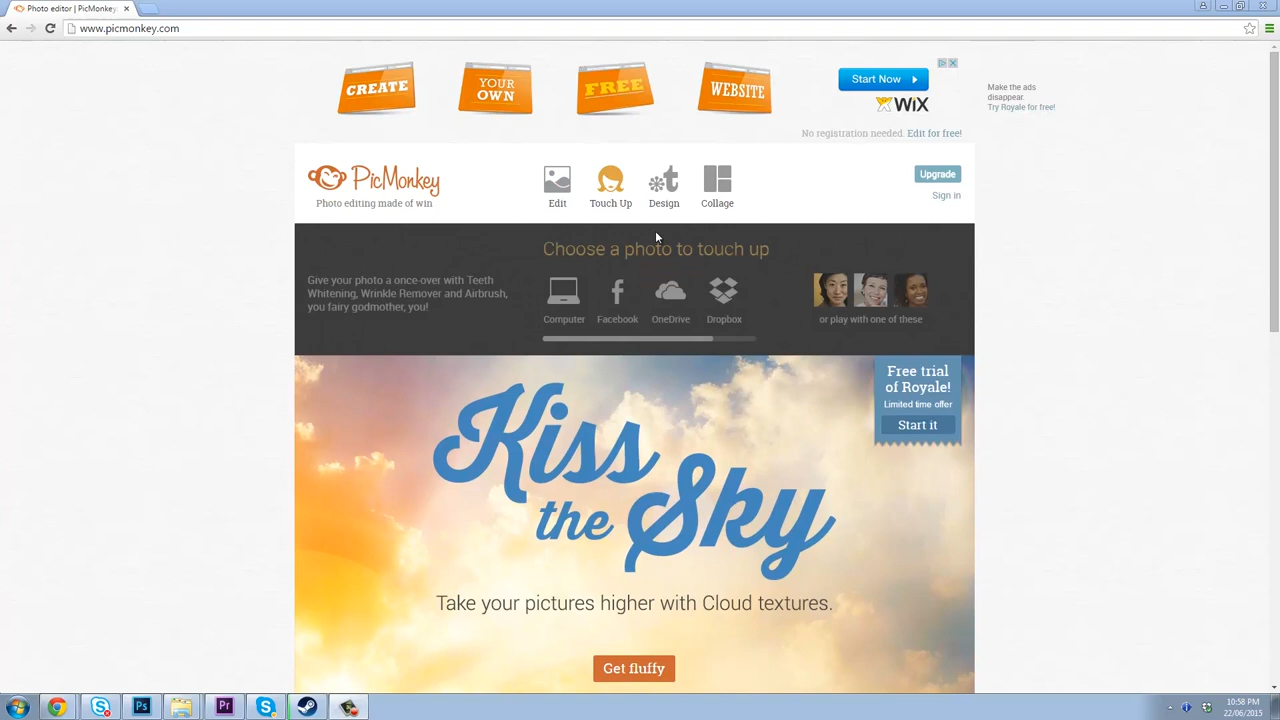 Photo editor | PicMonkey
www.picmonkey.com
CREATE
YOUR
OWN
FREE
WEBSITE
Start Now
WiX
Make the ads
disappear.
Try Royale for free!
No registration needed. Edit for free!
PicMonkey
Photo editing made of win
Edit
Touch Up
Design
Collage
Upgrade
Sign in
Choose a photo to touch up
Give your photo a once-over with Teeth
Whitening, Wrinkle Remover and Airbrush,
you fairy godmother, you!
Computer
Facebook
OneDrive
Dropbox
or play with one of these
Free trial
of Royale!
Limited time offer
Start it
Kiss
the Sky
Take your pictures higher with Cloud textures.
Get fluffy
Ps
Pr
10:58 PM
22/06/2015